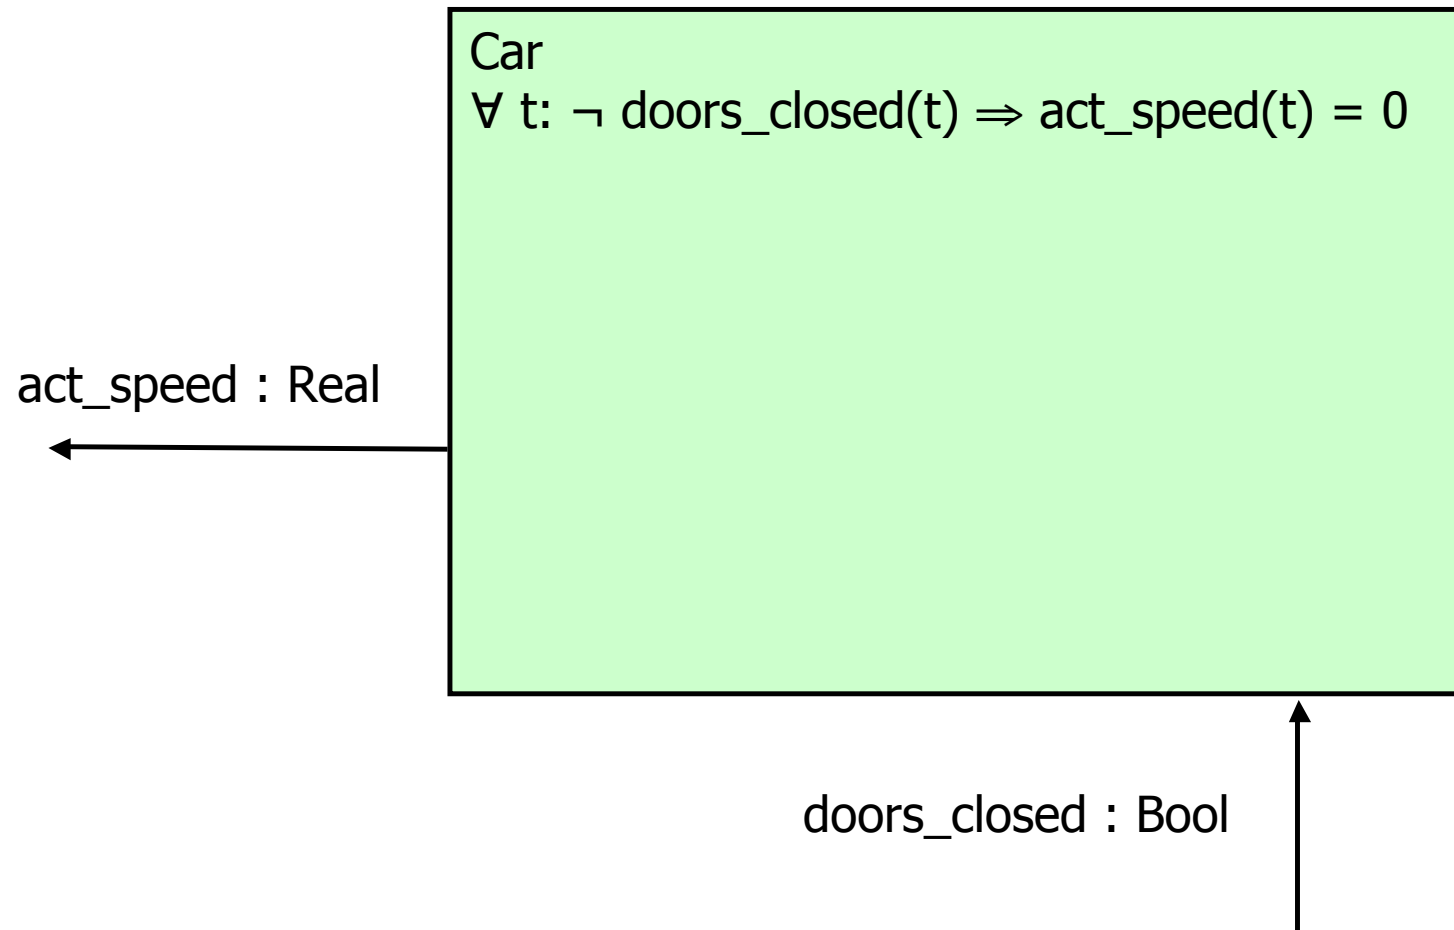 Car
∀ t: ¬ doors_closed(t) ⇒ act_speed(t) = 0
act_speed : Real
doors_closed : Bool